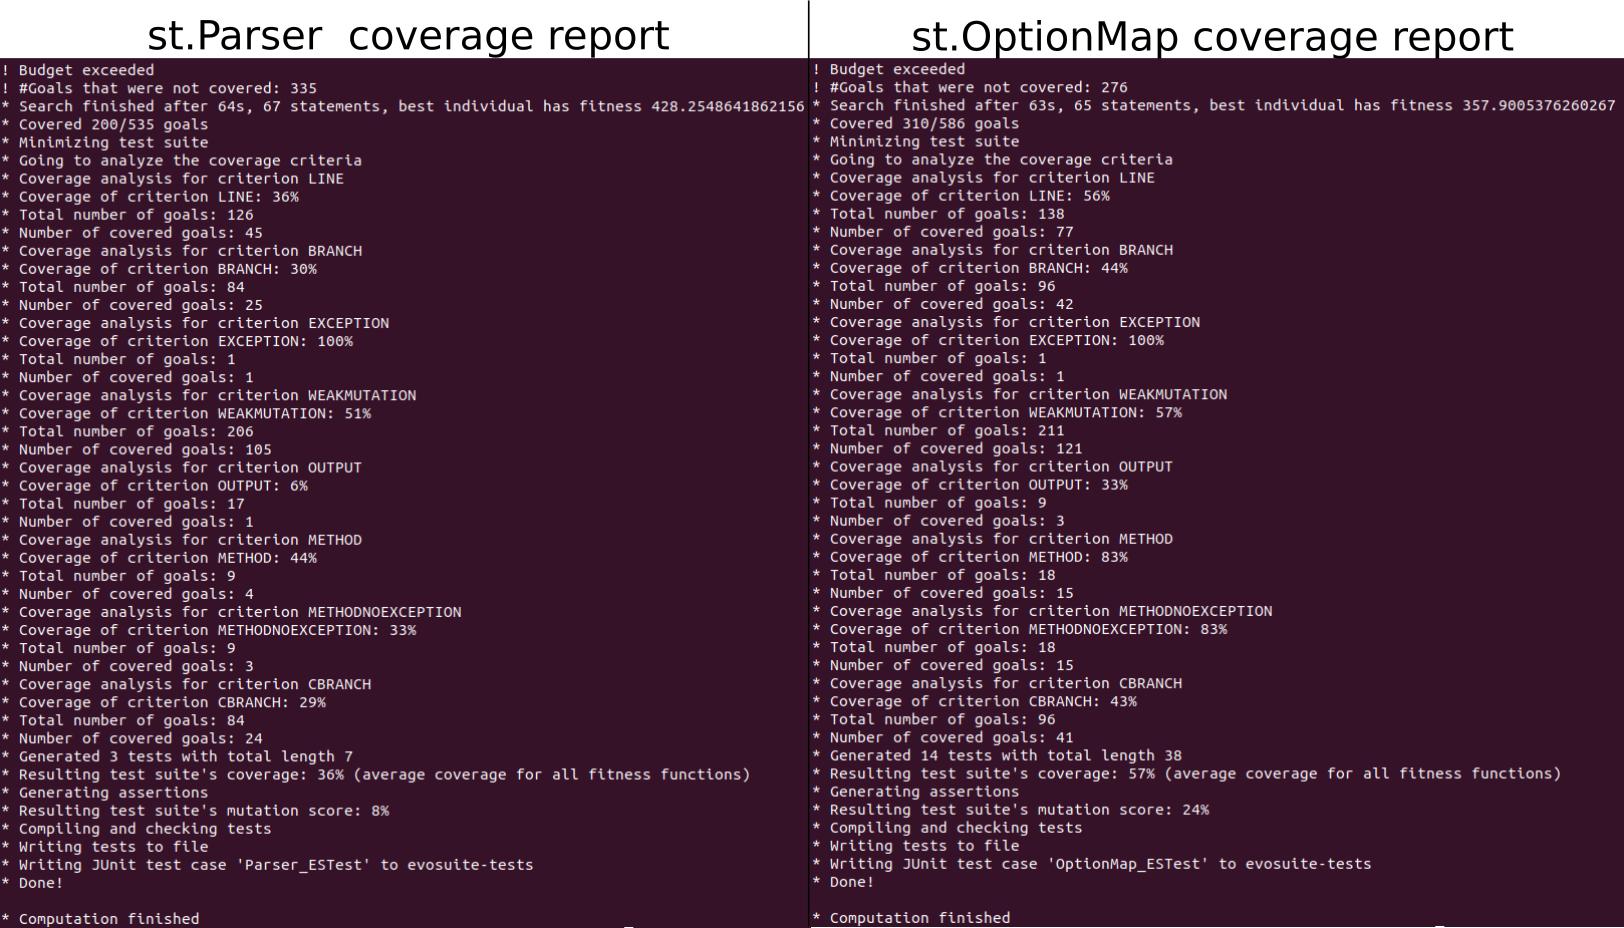 st.Parser  coverage report
! Budget exceeded
! #Goals that were not covered: 335
* Search finished after 64s, 67 statements, best individual has fitness 428.2548641862156
* Covered 200/535 goals
* Minimizing test suite
* Going to analyze the coverage criteria
* Coverage analysis for criterion LINE
* Coverage of criterion LINE: 36%
* Total number of goals: 126
* Number of covered goals: 45
* Coverage analysis for criterion BRANCH
* Coverage of criterion BRANCH: 30%
* Total number of goals: 84
* Number of covered goals: 25
* Coverage analysis for criterion EXCEPTION
* Coverage of criterion EXCEPTION: 100%
* Total number of goals: 1
* Number of covered goals: 1
* Coverage analysis for criterion WEAKMUTATION
* Coverage of criterion WEAKMUTATION: 51%
* Total number of goals: 206
* Number of covered goals: 105
* Coverage analysis for criterion OUTPUT
* Coverage of criterion OUTPUT: 6%
* Total number of goals: 17
* Number of covered goals: 1
* Coverage analysis for criterion METHOD
* Coverage of criterion METHOD: 44%
* Total number of goals: 9
* Number of covered goals: 4
* Coverage analysis for criterion METHODNOEXCEPTION
* Coverage of criterion METHODNOEXCEPTION: 33%
* Total number of goals: 9
* Number of covered goals: 3
* Coverage analysis for criterion CBRANCH
* Coverage of criterion CBRANCH: 29%
* Total number of goals: 84
* Number of covered goals: 24
* Generated 3 tests with total length 7
* Resulting test suite's coverage: 36% (average coverage for all fitness functions)
* Generating assertions
* Resulting test suite's mutation score: 8%
* Compiling and checking tests
* Writing tests to file
* Writing JUnit test case 'Parser_ESTest' to evosuite-tests
* Done!
* Computation finished
st.OptionMap coverage report
! Budget exceeded
! #Goals that were not covered: 276
* Search finished after 63s, 65 statements, best individual has fitness 357.9005376260267
* Covered 310/586 goals
* Minimizing test suite
* Going to analyze the coverage criteria
* Coverage analysis for criterion LINE
* Coverage of criterion LINE: 56%
* Total number of goals: 138
* Number of covered goals: 77
* Coverage analysis for criterion BRANCH
* Coverage of criterion BRANCH: 44%
* Total number of goals: 96
* Number of covered goals: 42
* Coverage analysis for criterion EXCEPTION
* Coverage of criterion EXCEPTION: 100%
* Total number of goals: 1
* Number of covered goals: 1
* Coverage analysis for criterion WEAKMUTATION
* Coverage of criterion WEAKMUTATION: 57%
* Total number of goals: 211
* Number of covered goals: 121
* Coverage analysis for criterion OUTPUT
* Coverage of criterion OUTPUT: 33%
* Total number of goals: 9
* Number of covered goals: 3
* Coverage analysis for criterion METHOD
* Coverage of criterion METHOD: 83%
* Total number of goals: 18
* Number of covered goals: 15
* Coverage analysis for criterion METHODNOEXCEPTION
* Coverage of criterion METHODNOEXCEPTION: 83%
* Total number of goals: 18
* Number of covered goals: 15
* Coverage analysis for criterion CBRANCH
* Coverage of criterion CBRANCH: 43%
* Total number of goals: 96
* Number of covered goals: 41
* Generated 14 tests with total length 38
* Resulting test suite's coverage: 57% (average coverage for all fitness functions)
* Generating assertions
* Resulting test suite's mutation score: 24%
* Compiling and checking tests
* Writing tests to file
* Writing JUnit test case 'OptionMap_ESTest' to evosuite-tests
* Done!
* Computation finished